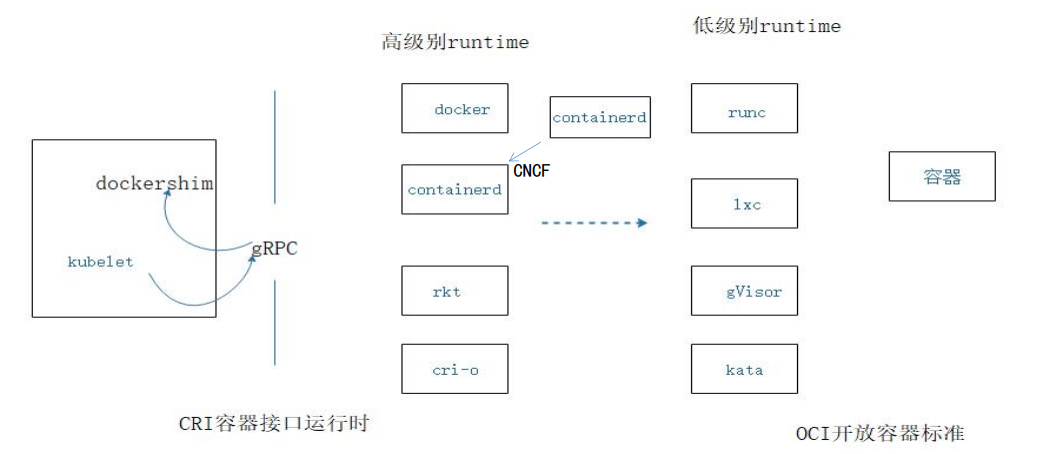 高级别runtime
低级别runtime
docker
containerd
runc
dockershim
containerd
CNCF
lxc
容器
kubelet
gRPC
rkt
gVisor
cri-o
kata
CRI容器接口运行时
OCI开放容器标准